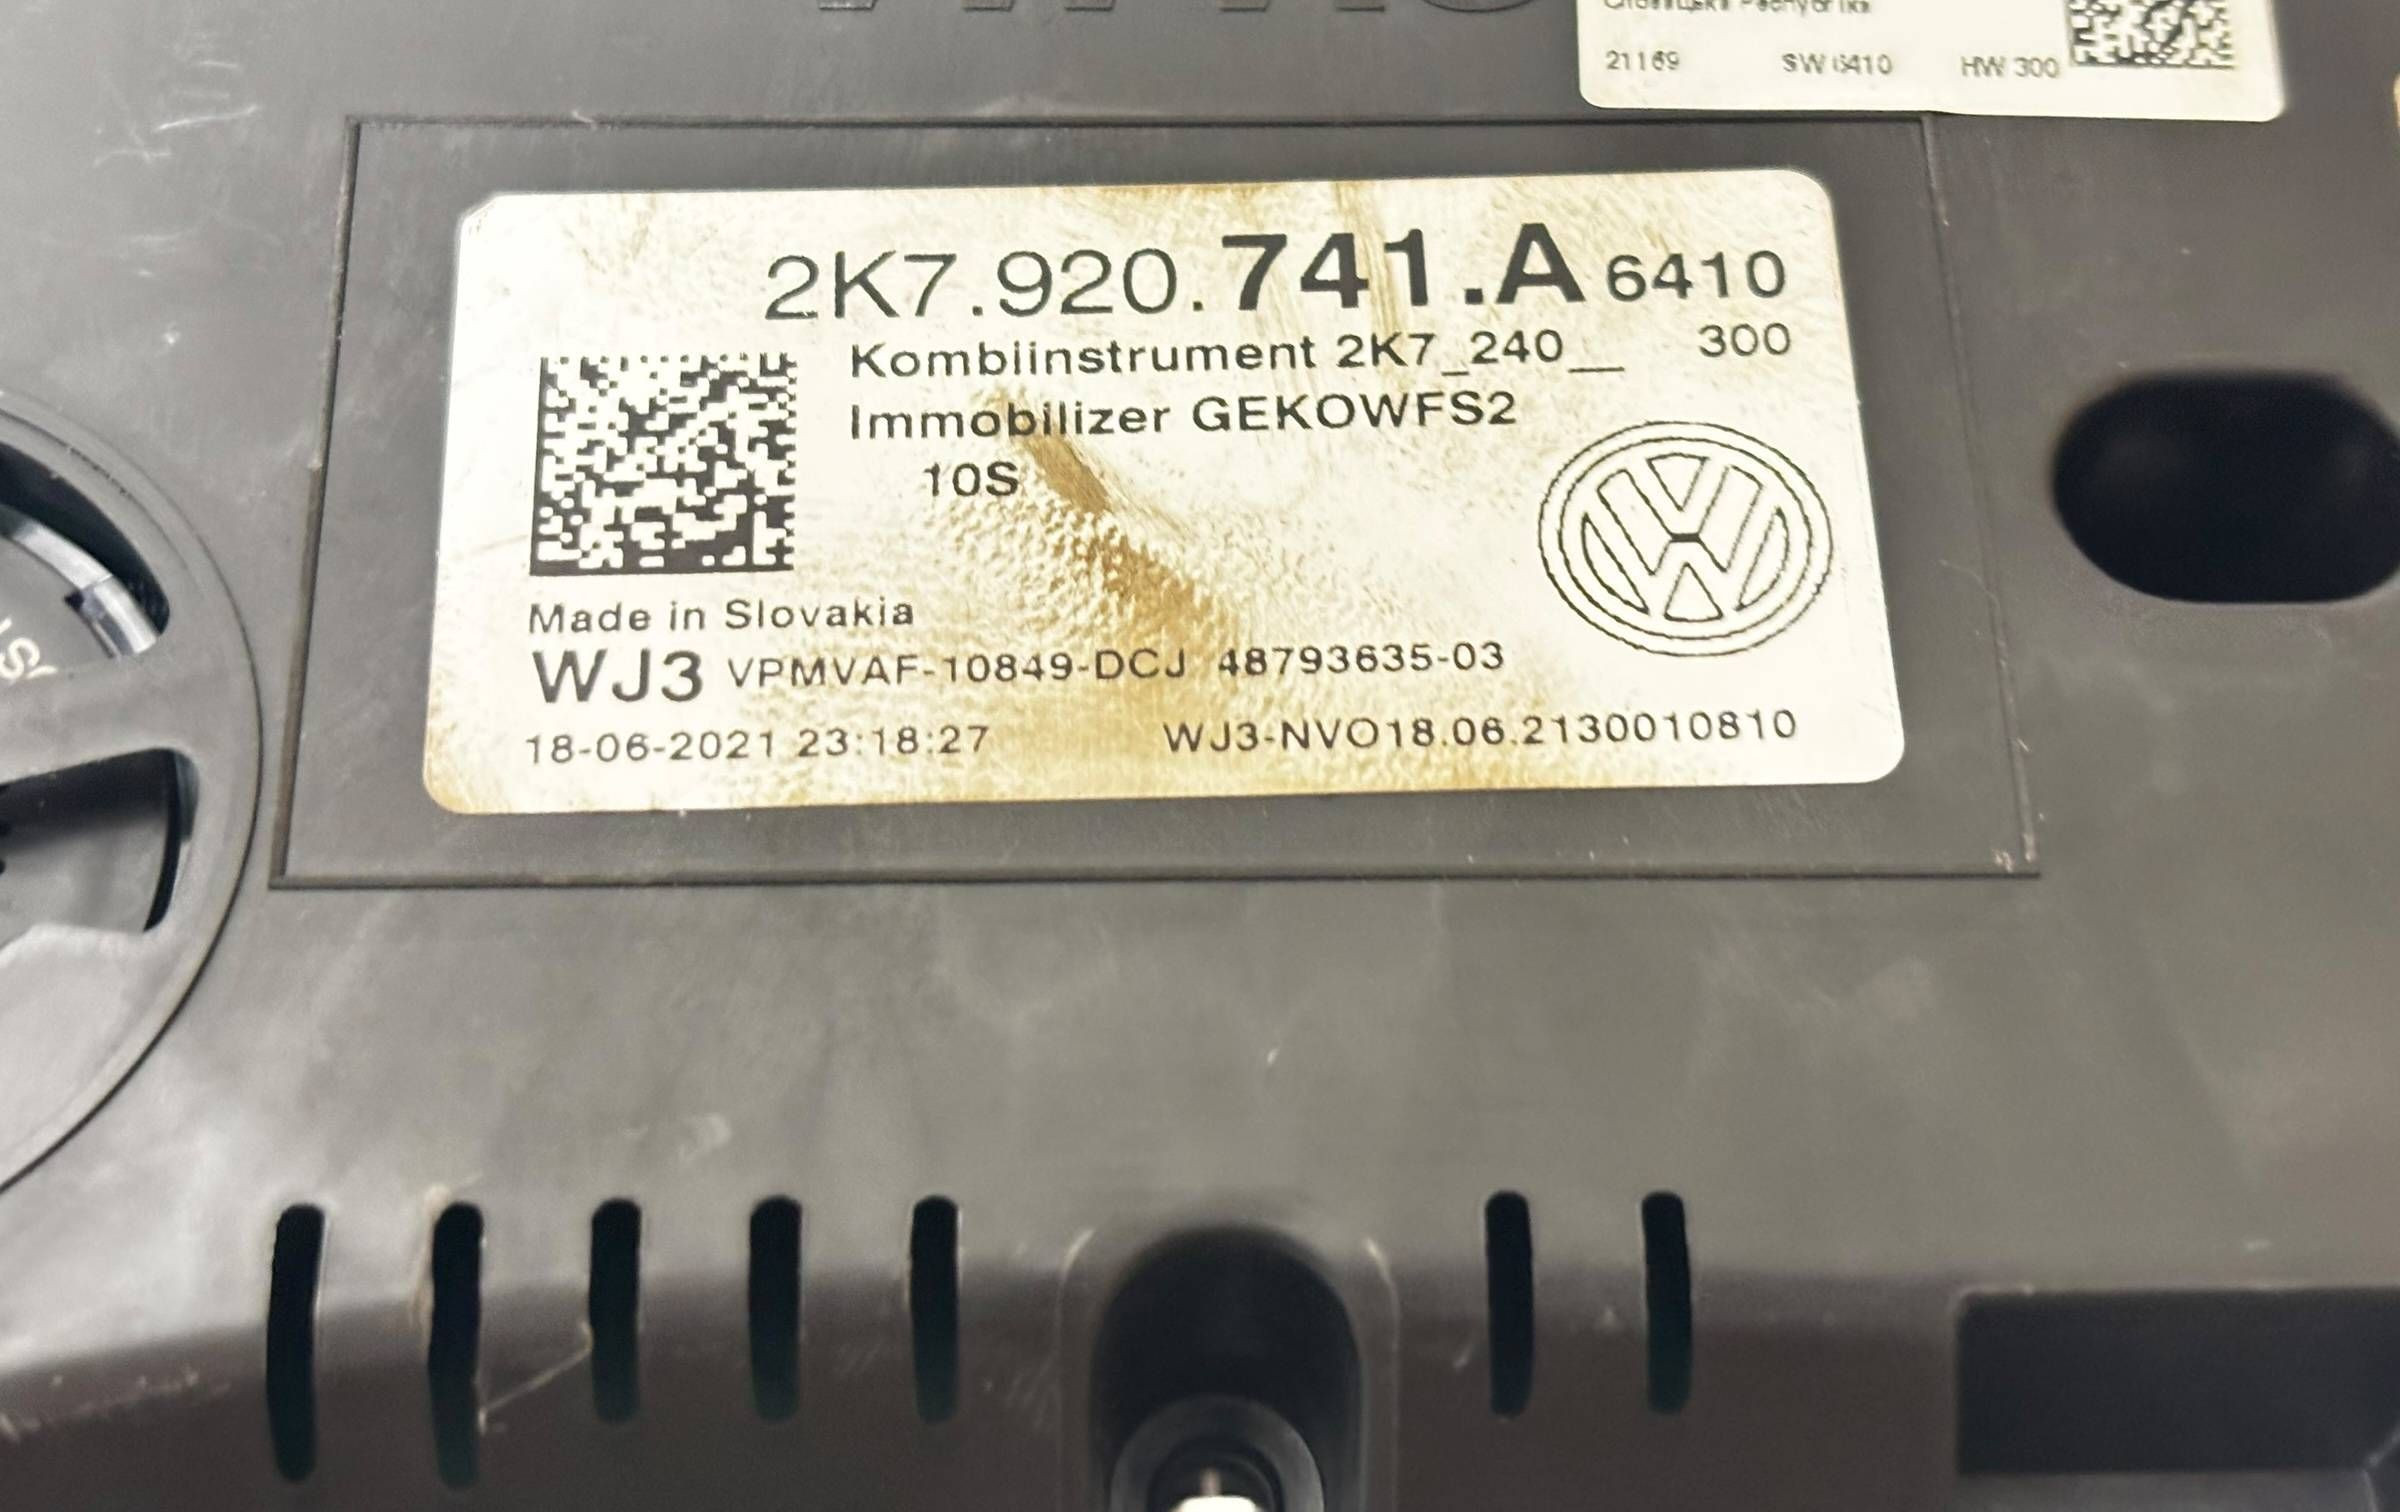 21169 SW 6410 HW 300
2K7.920.741.A 6410
Kombiinstrument 2K7_240__ 300
Immobilizer GEKOWFS2
10S
Made in Slovakia
WJ3 VPMVAF-10849-DCJ 48793635-03
18-06-2021 23:18:27 WJ3-NVO18.06.2130010810